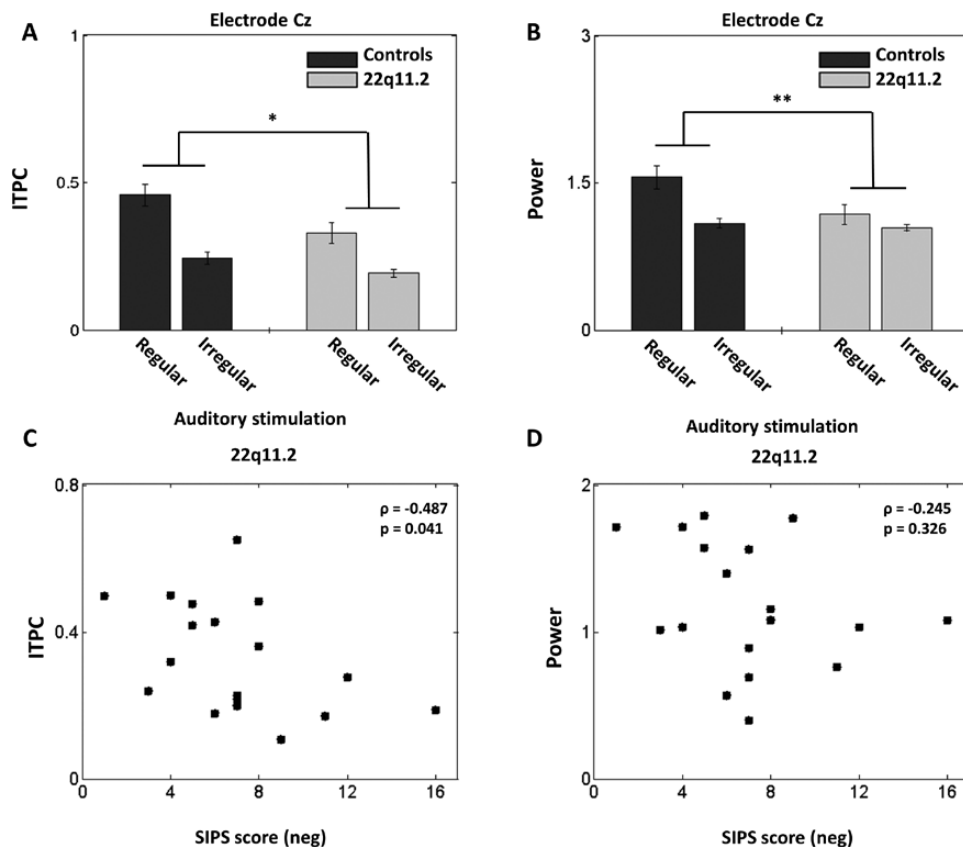 A
Electrode Cz
1
0.5
0
ITPC
Controls
22q11.2
*
Regular
Irregular
Regular
Irregular
Auditory stimulation
B
Electrode Cz
3
1.5
0
Power
Controls
22q11.2
**
Regular
Irregular
Regular
Irregular
Auditory stimulation
C
22q11.2
0.8
0.4
0
ITPC
ρ = -0.487
p = 0.041
0 4 8 12 16
SIPS score (neg)
D
22q11.2
2
1
0
Power
ρ = -0.245
p = 0.326
0 4 8 12 16
SIPS score (neg)